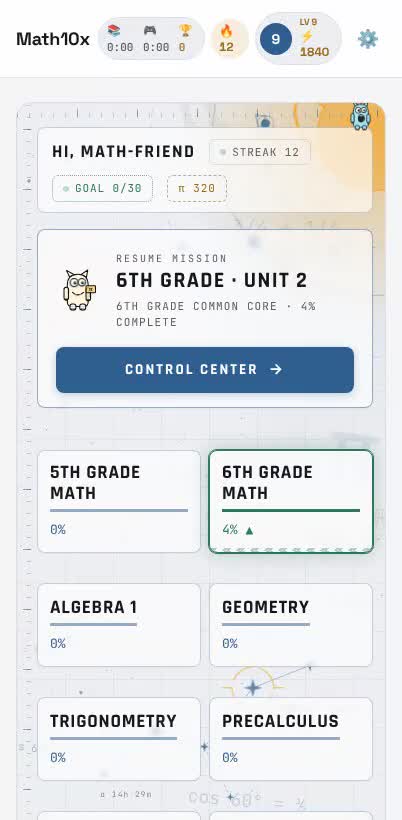 Math10x
0:00 0:00 0
12
9
LV 9
1840
HI, MATH-FRIEND
STREAK 12
GOAL 0/30
π 320
RESUME MISSION
6TH GRADE · UNIT 2
6TH GRADE COMMON CORE · 4%
COMPLETE
CONTROL CENTER →
5TH GRADE
MATH
0%
6TH GRADE
MATH
4% ▲
ALGEBRA 1
0%
GEOMETRY
0%
TRIGONOMETRY
0%
PRECALCULUS
0%
α 14h 29m
cos 60° = ½